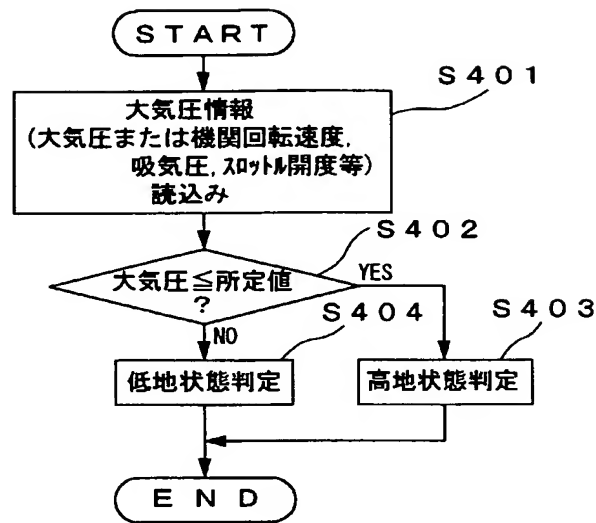 START
S401
大気圧情報
(大気圧または機関回転速度,
吸気圧,スロットル開度等)
読込み
S402
大気圧≦所定値
?
YES
NO
S404
S403
低地状態判定
高地状態判定
END